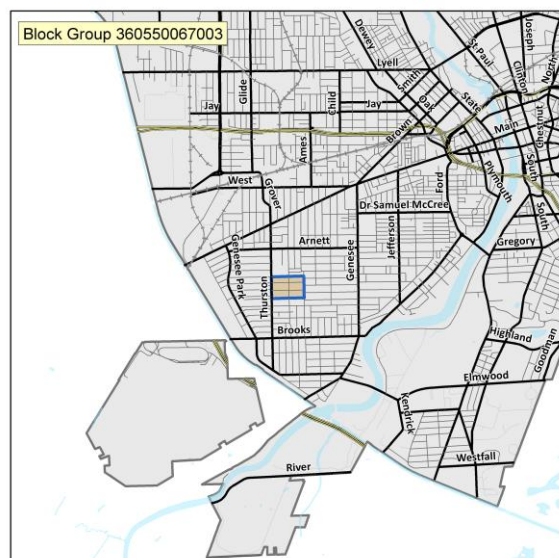 Block Group 360550067003
Dewey
St.Paul
Joseph
Clinton
North
Lyell
Smith
Glide
Child
Oak
State
Jay
Jay
Chestnut
Main
Brown
Ames
West
Grover
Ford
Plymouth
South
South
Dr Samuel McCree
Genesee Park
Arnett
Genesee
Jefferson
Gregory
Thurston
Brooks
Highland
Goodman
Elmwood
Kendrick
Westfall
River